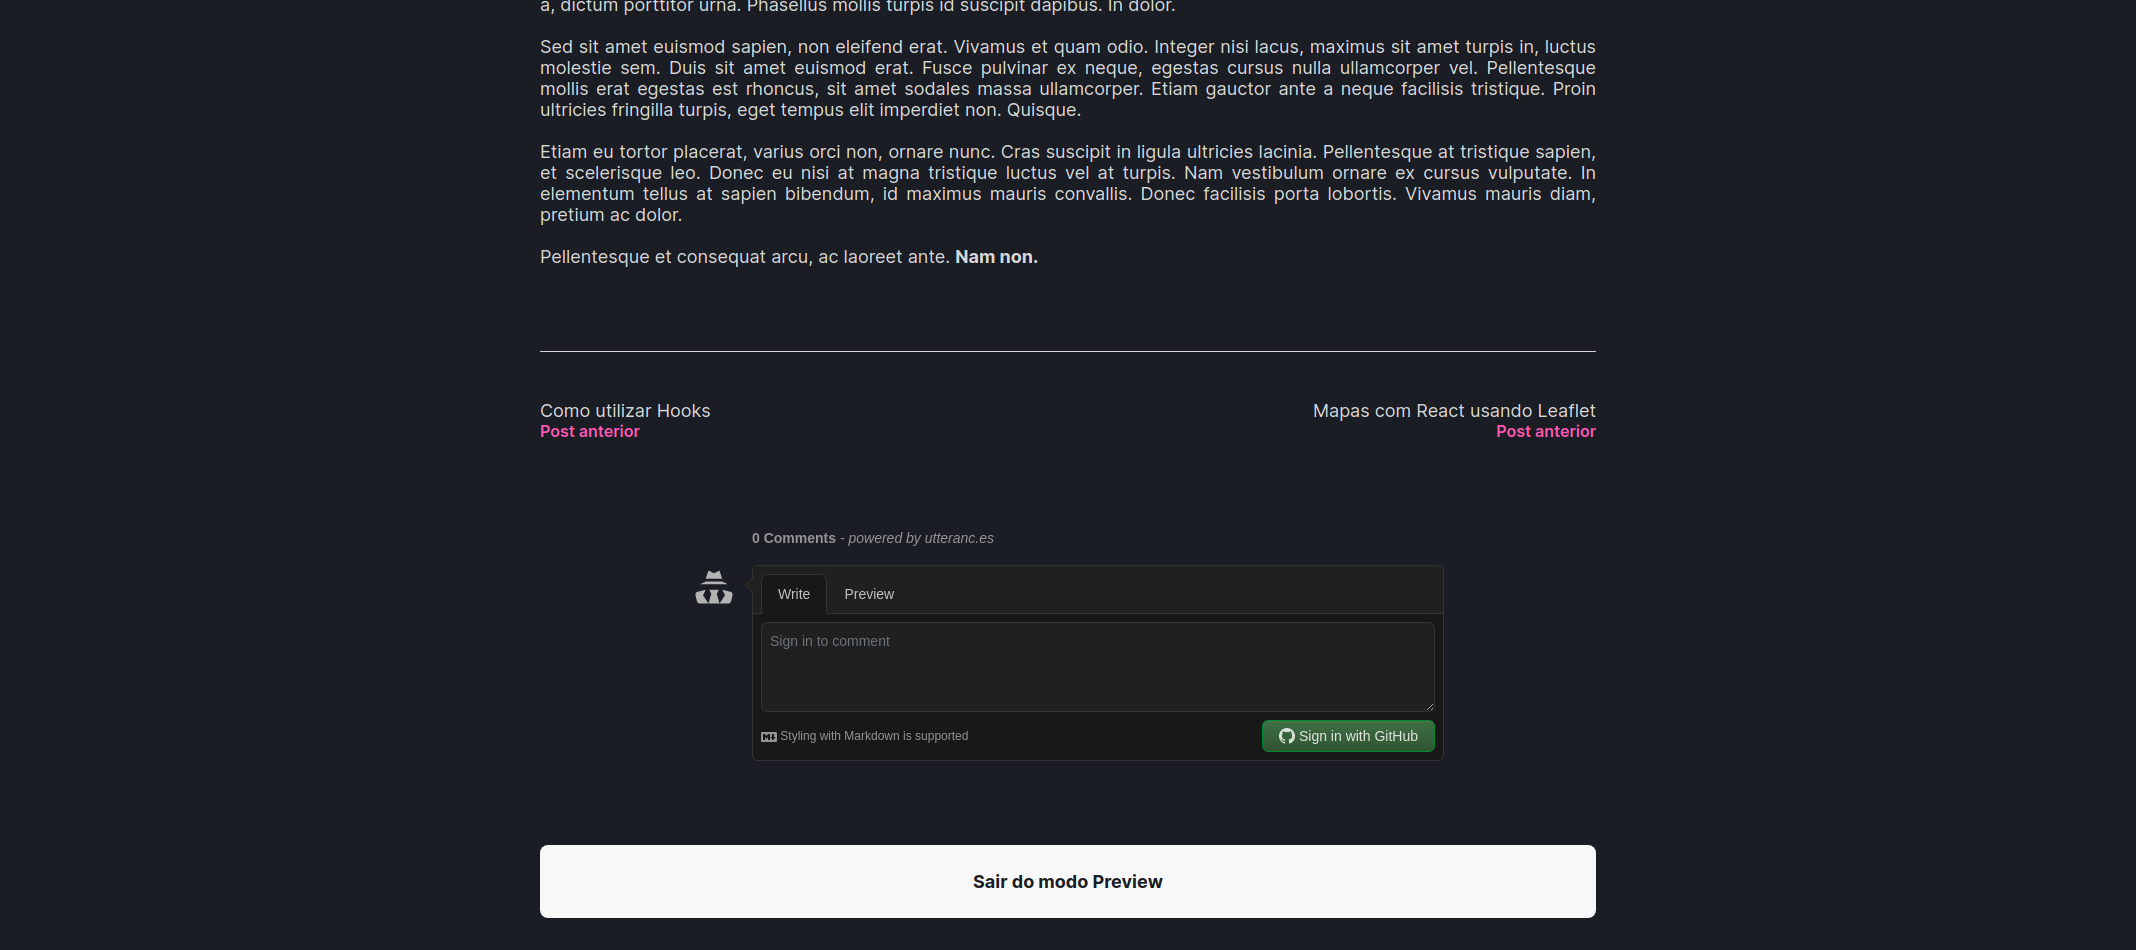 a, dictum porttitor urna. Phasellus mollis turpis id suscipit dapibus. In dolor.
Sed sit amet euismod sapien, non eleifend erat. Vivamus et quam odio. Integer nisi lacus, maximus sit amet turpis in, luctus
molestie sem. Duis sit amet euismod erat. Fusce pulvinar ex neque, egestas cursus nulla ullamcorper vel. Pellentesque
mollis erat egestas est rhoncus, sit amet sodales massa ullamcorper. Etiam gauctor ante a neque facilisis tristique. Proin
ultricies fringilla turpis, eget tempus elit imperdiet non. Quisque.
Etiam eu tortor placerat, varius orci non, ornare nunc. Cras suscipit in ligula ultricies lacinia. Pellentesque at tristique sapien,
et scelerisque leo. Donec eu nisi at magna tristique luctus vel at turpis. Nam vestibulum ornare ex cursus vulputate. In
elementum tellus at sapien bibendum, id maximus mauris convallis. Donec facilisis porta lobortis. Vivamus mauris diam,
pretium ac dolor.
Pellentesque et consequat arcu, ac laoreet ante. Nam non.
Como utilizar Hooks
Post anterior
Mapas com React usando Leaflet
Post anterior
0 Comments - powered by utteranc.es
Write Preview
Sign in to comment
Styling with Markdown is supported
Sign in with GitHub
Sair do modo Preview